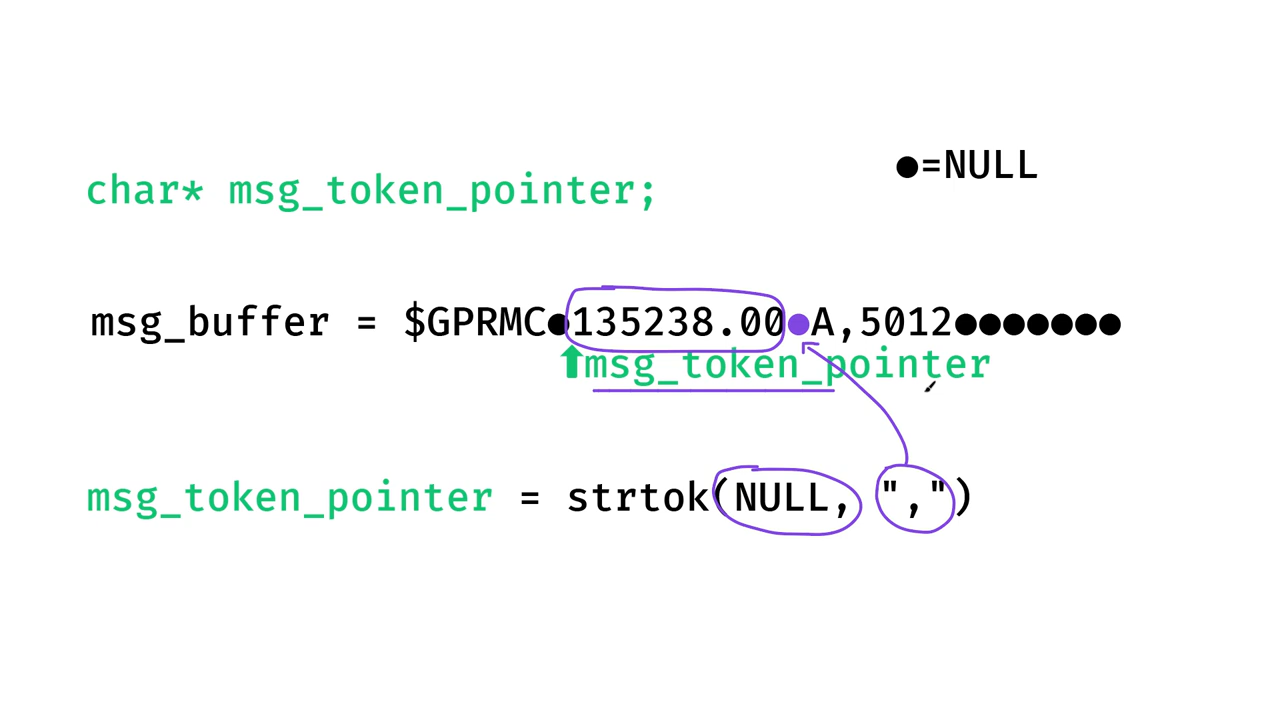 ●=NULL
char* msg_token_pointer;
msg_buffer = $GPRMC●135238.00●A,5012●●●●●●●
⬆msg_token_pointer
msg_token_pointer = strtok(NULL, ",")